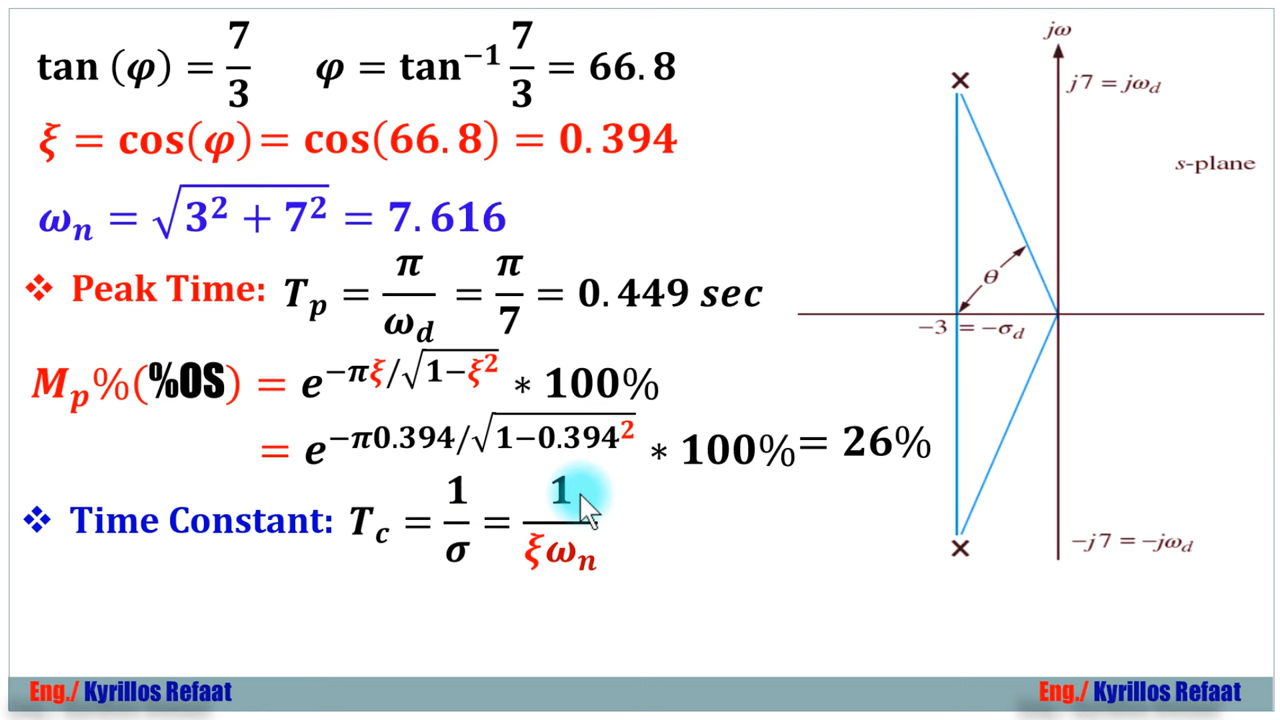 tan (φ) = 7/3 φ = tan⁻¹ 7/3 = 66.8
ξ = cos(φ) = cos(66.8) = 0.394
ωₙ = √(3² + 7²) = 7.616
❖ Peak Time: Tₚ = π/ω_d = π/7 = 0.449 sec
Mₚ%(%OS) = e^(−πξ/√(1−ξ²)) * 100%
= e^(−π0.394/√(1−0.394²)) * 100% = 26%
❖ Time Constant: T_c = 1/σ = 1/(ξωₙ)
jω
j7 = jω_d
s-plane
θ
−3 = −σ_d
−j7 = −jω_d
Eng./ Kyrillos Refaat
Eng./ Kyrillos Refaat